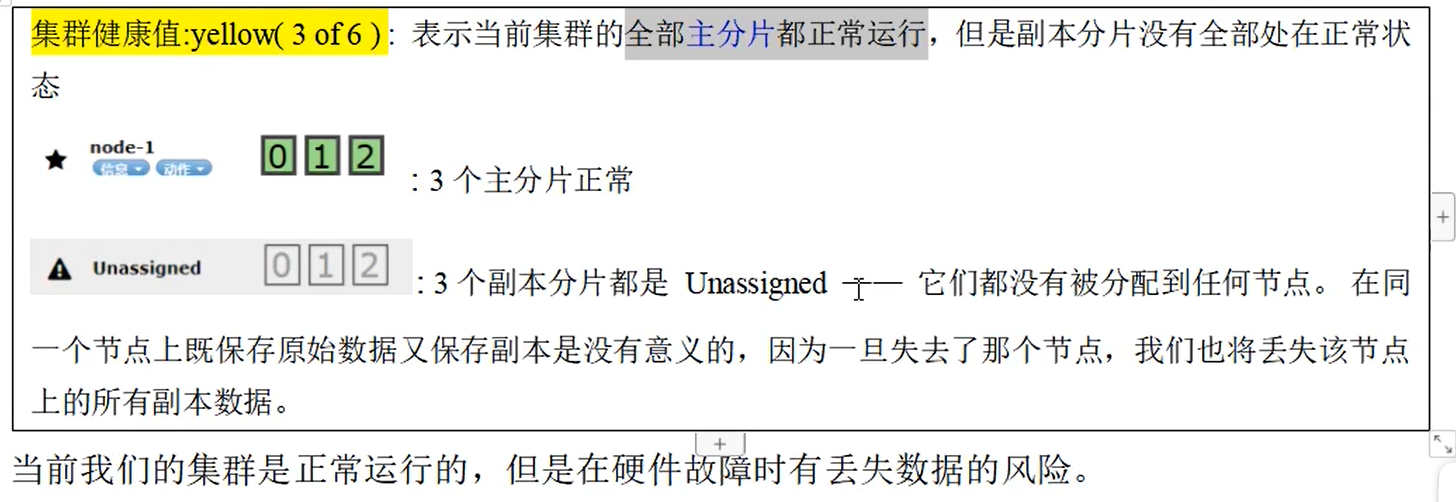 集群健康值:yellow( 3 of 6 ): 表示当前集群的全部主分片都正常运行，但是副本分片没有全部处在正常状
态
node-1
信息 动作
0 1 2
: 3 个主分片正常
Unassigned
0 1 2
: 3 个副本分片都是 Unassigned —— 它们都没有被分配到任何节点。 在同
一个节点上既保存原始数据又保存副本是没有意义的，因为一旦失去了那个节点，我们也将丢失该节点
上的所有副本数据。
当前我们的集群是正常运行的，但是在硬件故障时有丢失数据的风险。